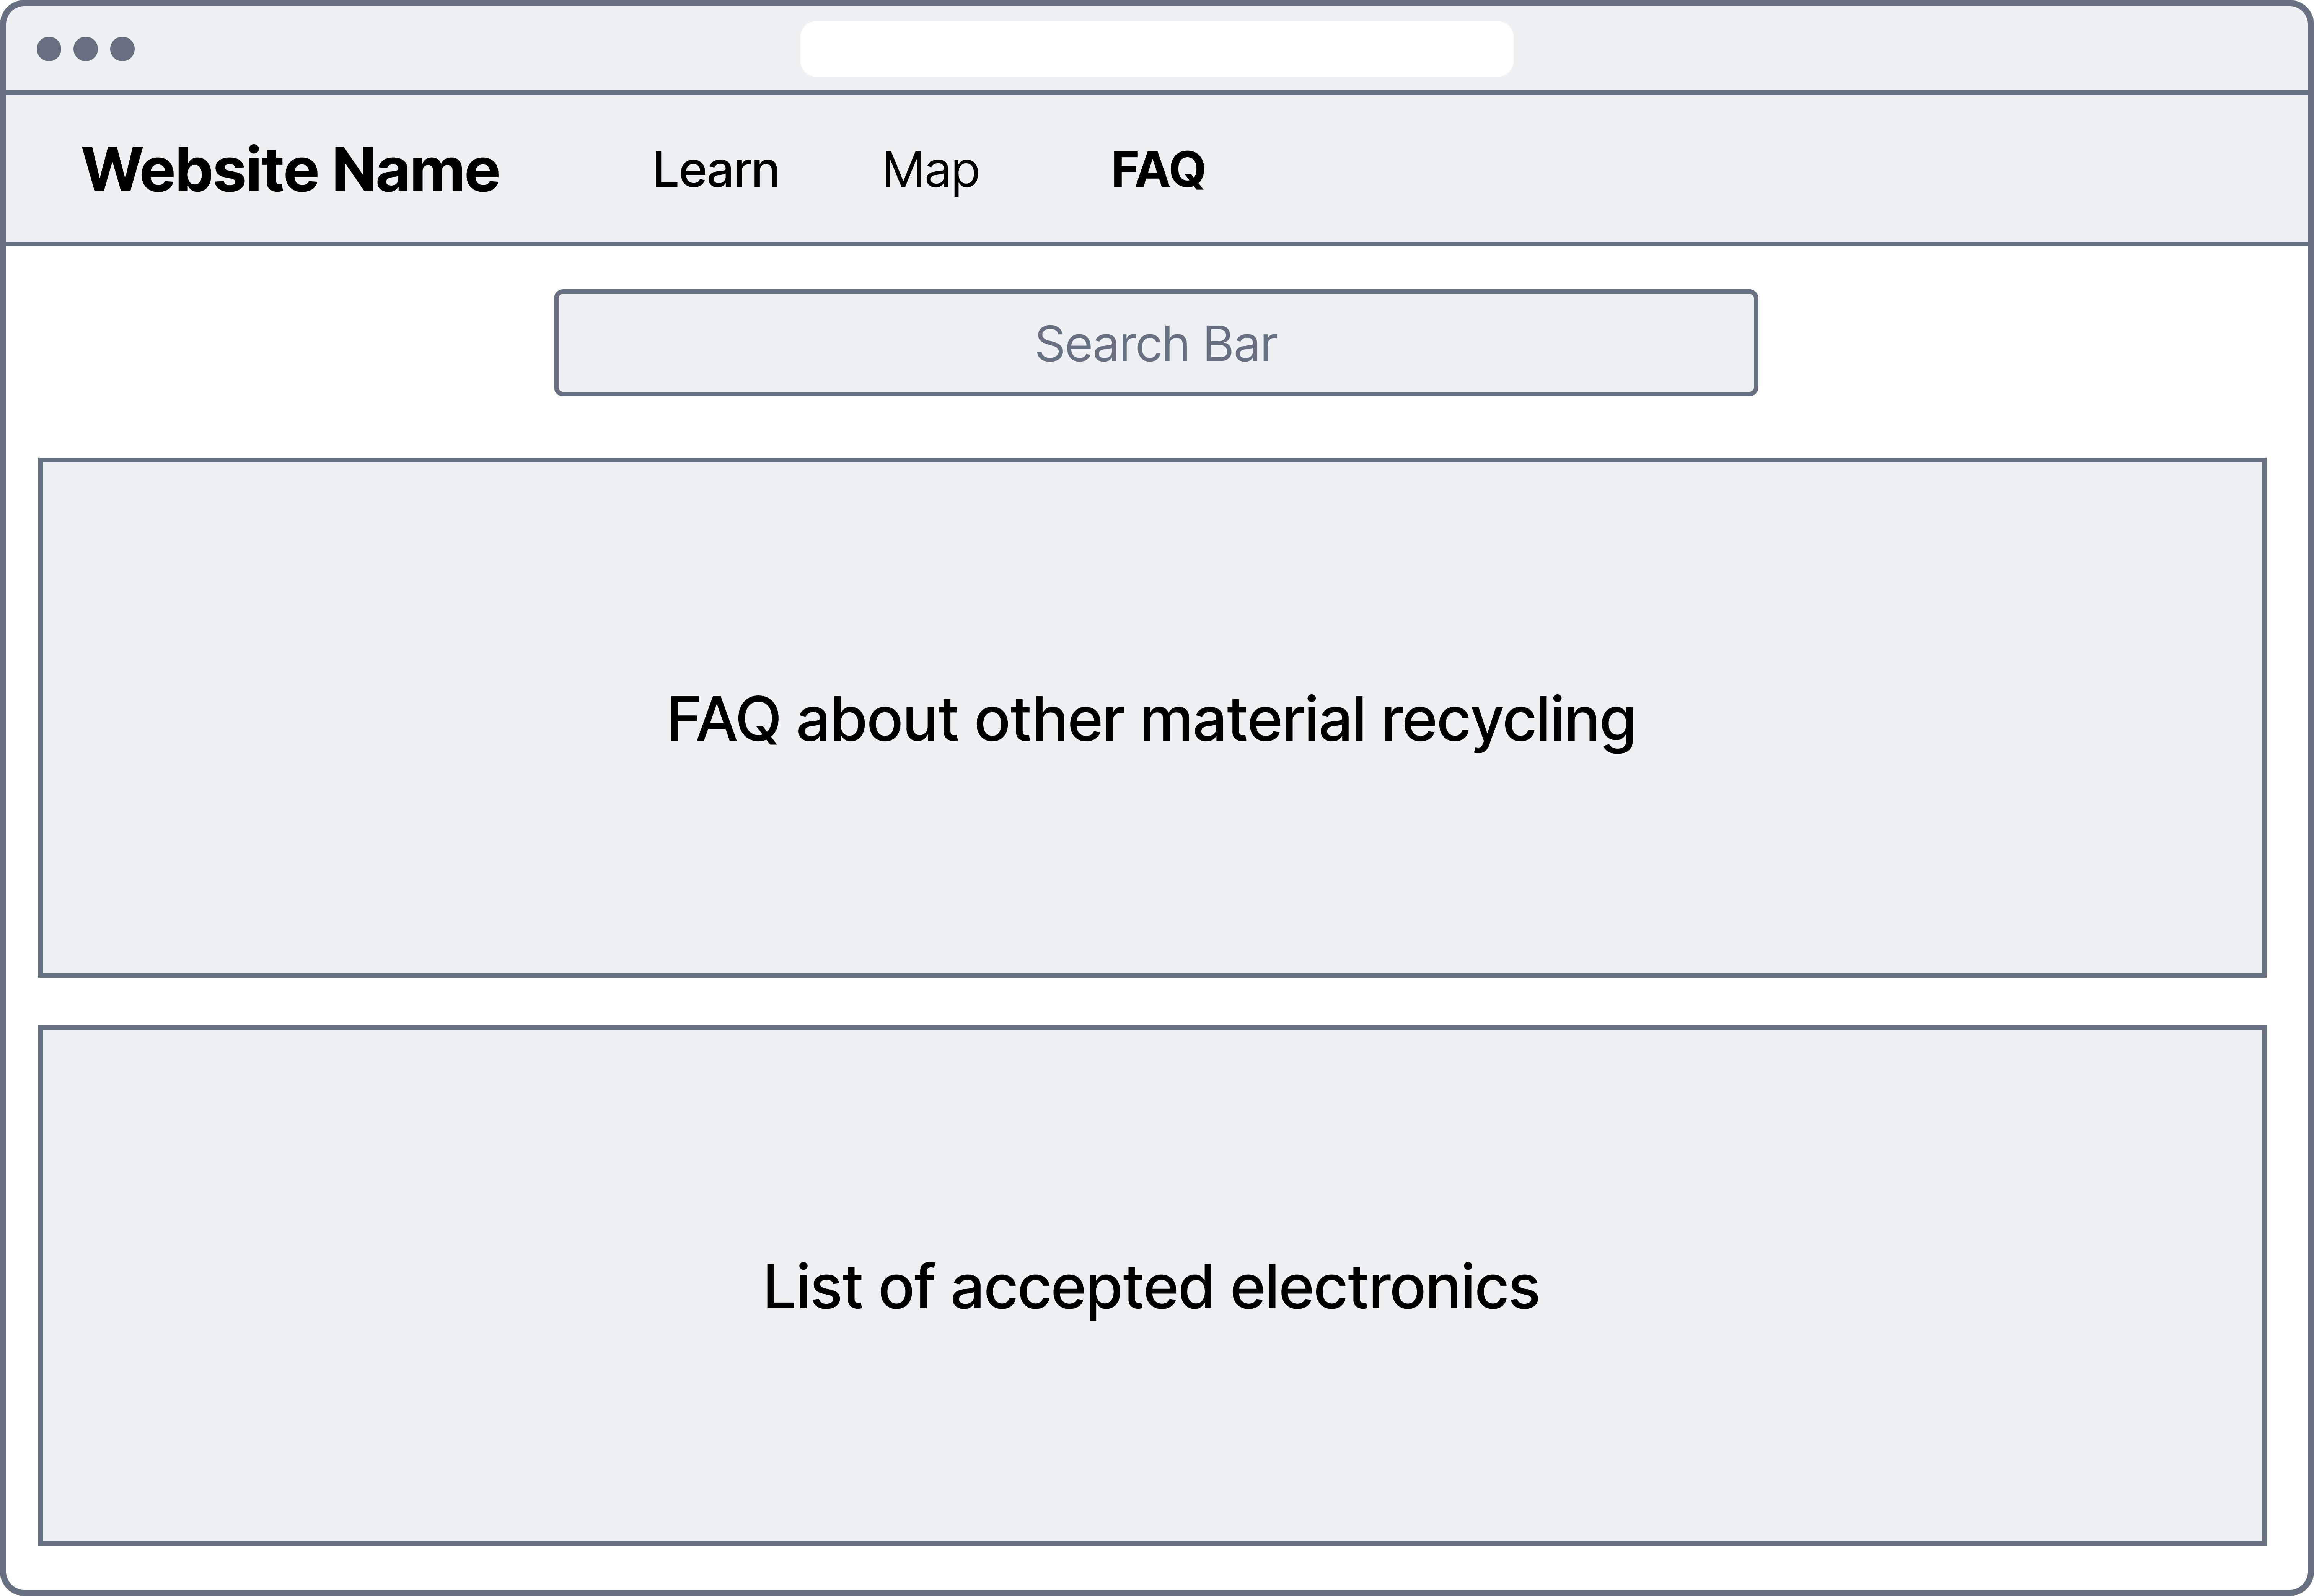 Website Name Learn Map FAQ
Search Bar
FAQ about other material recycling
List of accepted electronics